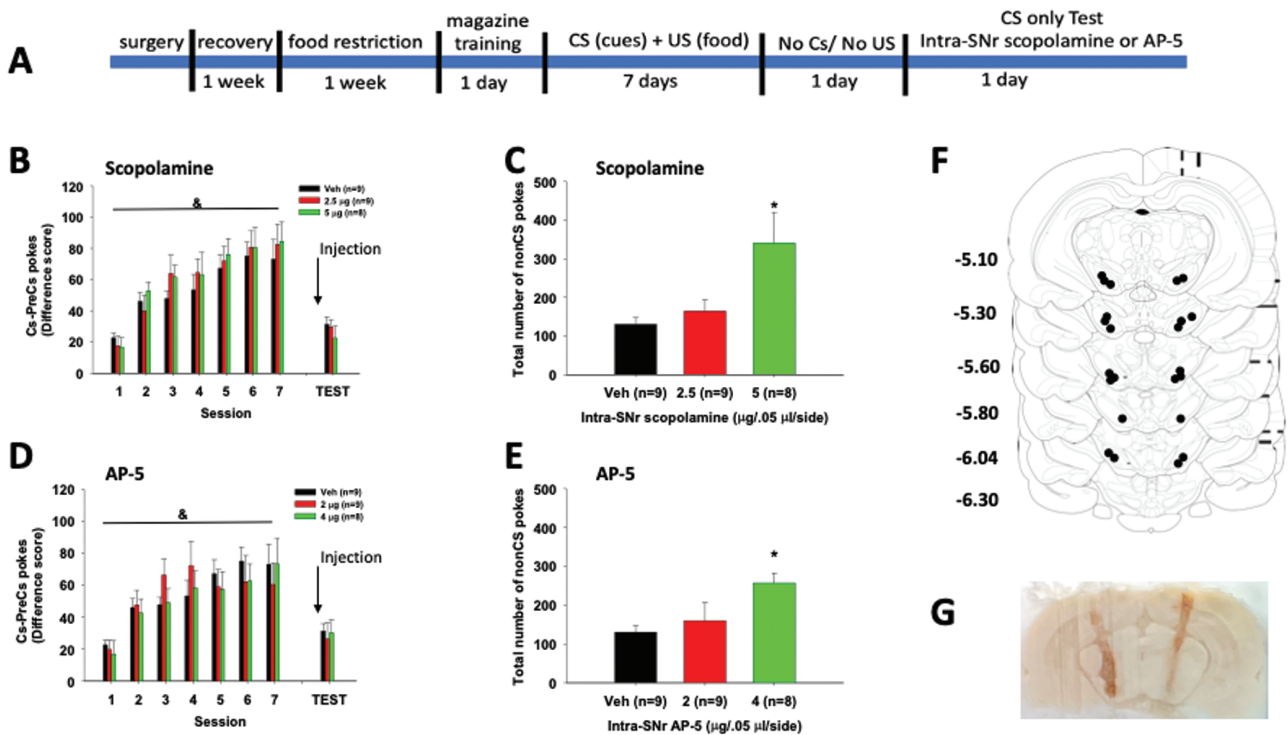 A
surgery
recovery
food restriction
magazine
training
CS (cues) + US (food)
No Cs/ No US
CS only Test
Intra-SNr scopolamine or AP-5
1 week
1 week
1 day
7 days
1 day
1 day
B
Scopolamine
Cs-PreCs pokes
(Difference score)
120
100
80
60
40
20
0
&
Veh (n=9)
2.5 µg (n=9)
5 µg (n=8)
Injection
1 2 3 4 5 6 7 TEST
Session
C
Scopolamine
Total number of nonCS pokes
500
400
300
200
100
0
*
Veh (n=9) 2.5 (n=9) 5 (n=8)
Intra-SNr scopolamine (µg/.05 µl/side)
D
AP-5
Cs-PreCs pokes
(Difference score)
120
100
80
60
40
20
0
&
Veh (n=9)
2 µg (n=9)
4 µg (n=8)
Injection
1 2 3 4 5 6 7 TEST
Session
E
AP-5
Total number of nonCS pokes
500
400
300
200
100
0
*
Veh (n=9) 2 (n=9) 4 (n=8)
Intra-SNr AP-5 (µg/.05 µl/side)
F
-5.10
-5.30
-5.60
-5.80
-6.04
-6.30
G